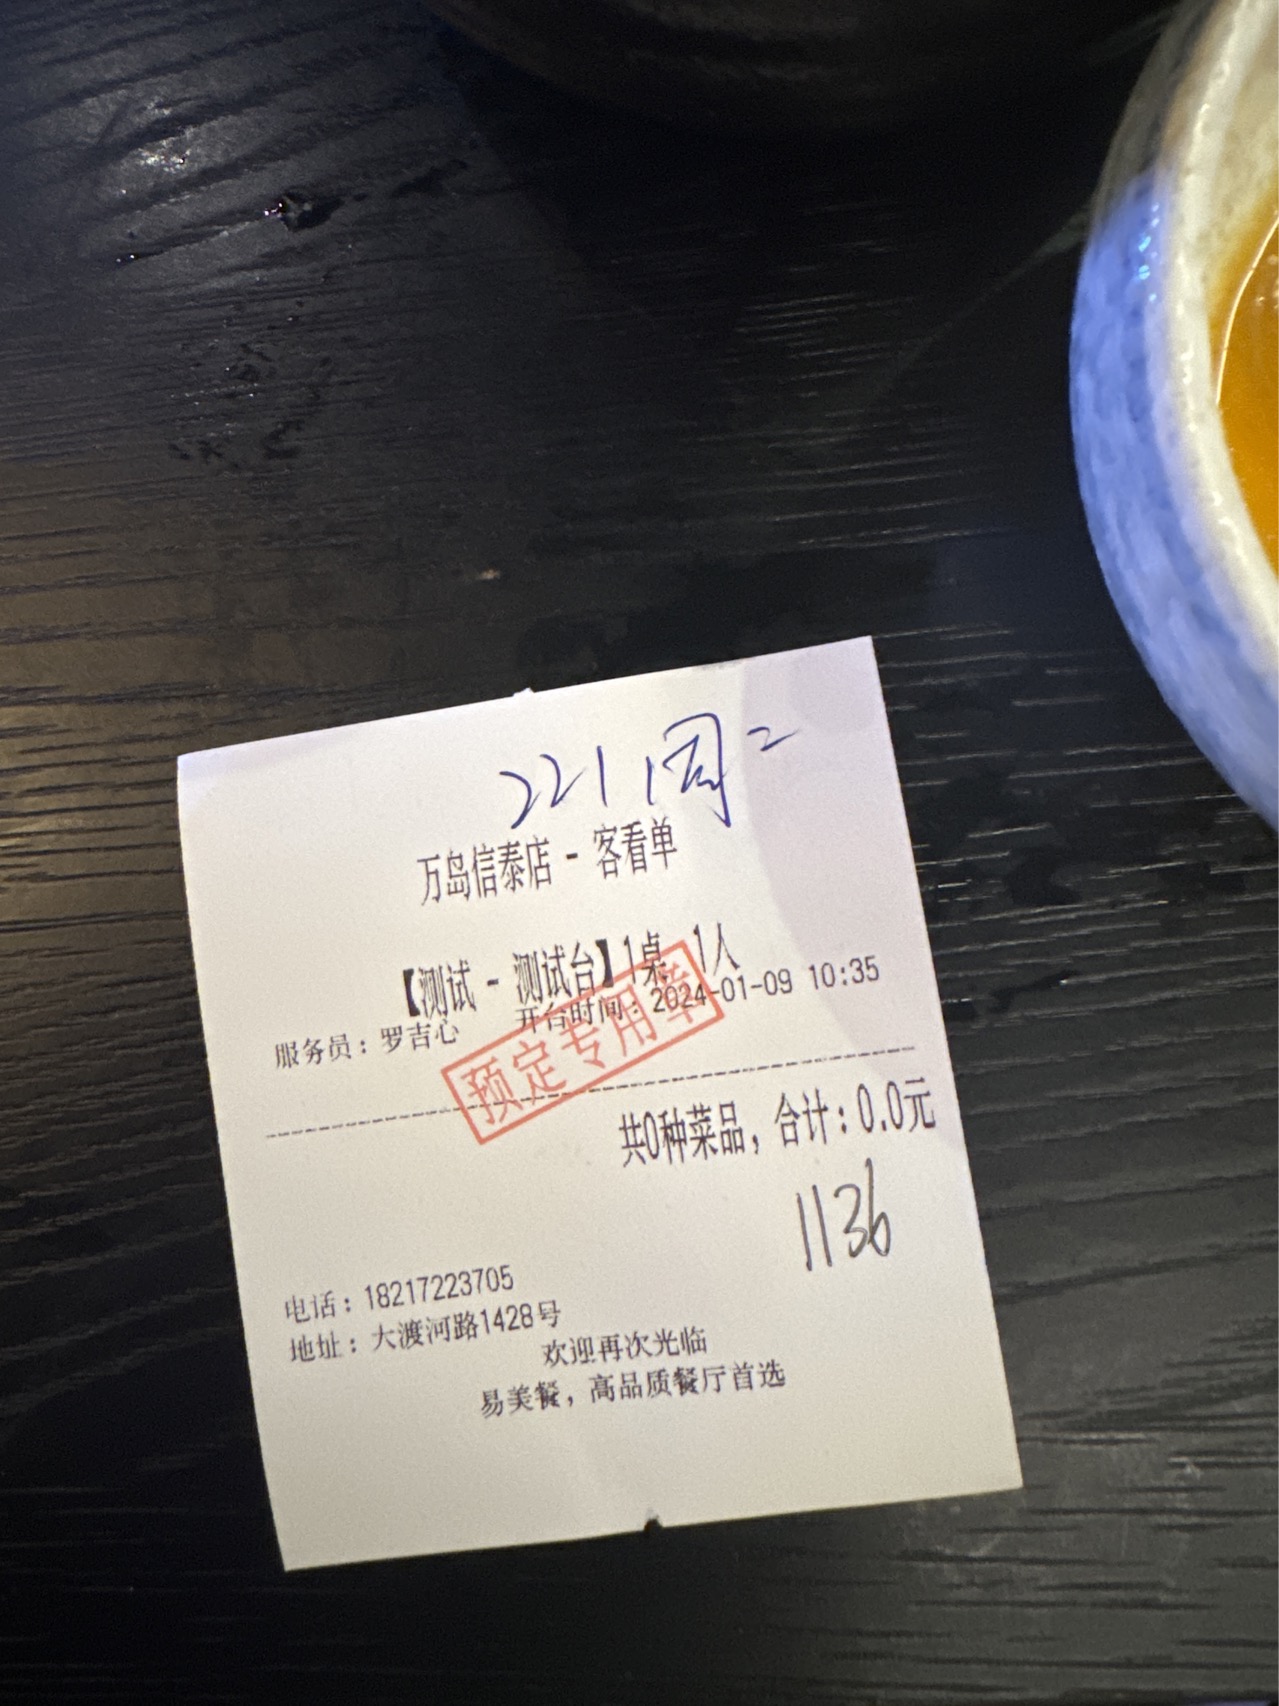 221 周二
万岛信泰店 - 客看单
【测试 - 测试台】1桌 1人
服务员：罗吉心 开台时间：2024-01-09 10:35
预定专用章
共0种菜品，合计：0.0元
1136
电话：18217223705
地址：大渡河路1428号
欢迎再次光临
易美餐，高品质餐厅首选